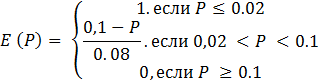 1. если P ≤ 0.02
E (P) = { 0,1 − P / 0.08 . если 0,02 < P < 0.1
0, если P ≥ 0.1